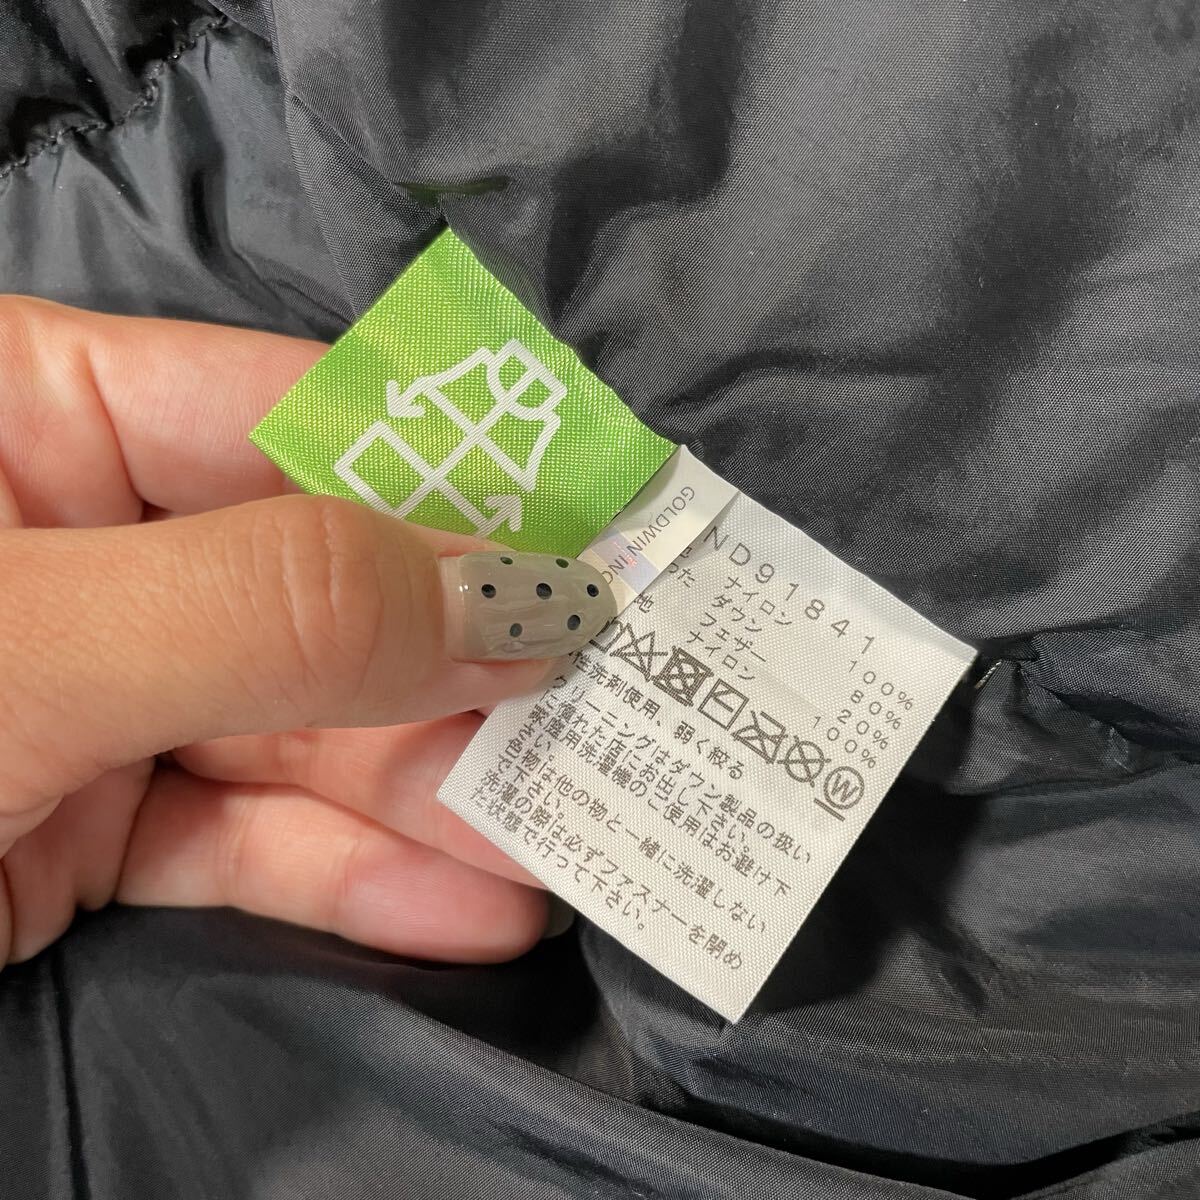 GOLDWIN INC
ND91841
ナイロン 100%
ダウン 80%
フェザー 20%
地 ナイロン 100%
W
性洗剤使用、弱く絞る
クリーニングはダウン製品の扱い
に慣れた店にお出し下さい。
家庭用洗濯機のご使用はお避け下
さい。
色物は他の物と一緒に洗濯しない
で下さい。
洗濯の際は必ずファスナーを閉め
た状態で行って下さい。